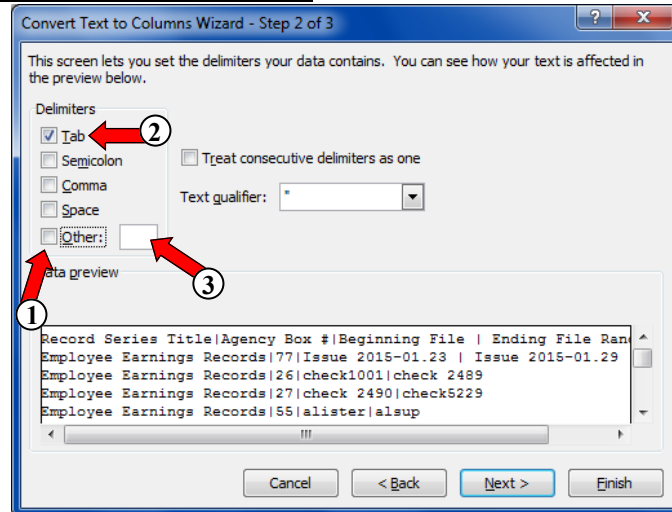 Convert Text to Columns Wizard - Step 2 of 3
This screen lets you set the delimiters your data contains. You can see how your text is affected in
the preview below.
Delimiters
Tab
2
Semicolon
Treat consecutive delimiters as one
Comma
Text qualifier: "
Space
Other:
3
Data preview
1
Record Series Title|Agency Box #|Beginning File | Ending File Ran
Employee Earnings Records|77|Issue 2015-01.23 | Issue 2015-01.29
Employee Earnings Records|26|check1001|check 2489
Employee Earnings Records|27|check 2490|check5229
Employee Earnings Records|55|alister|alsup
Cancel < Back Next > Finish